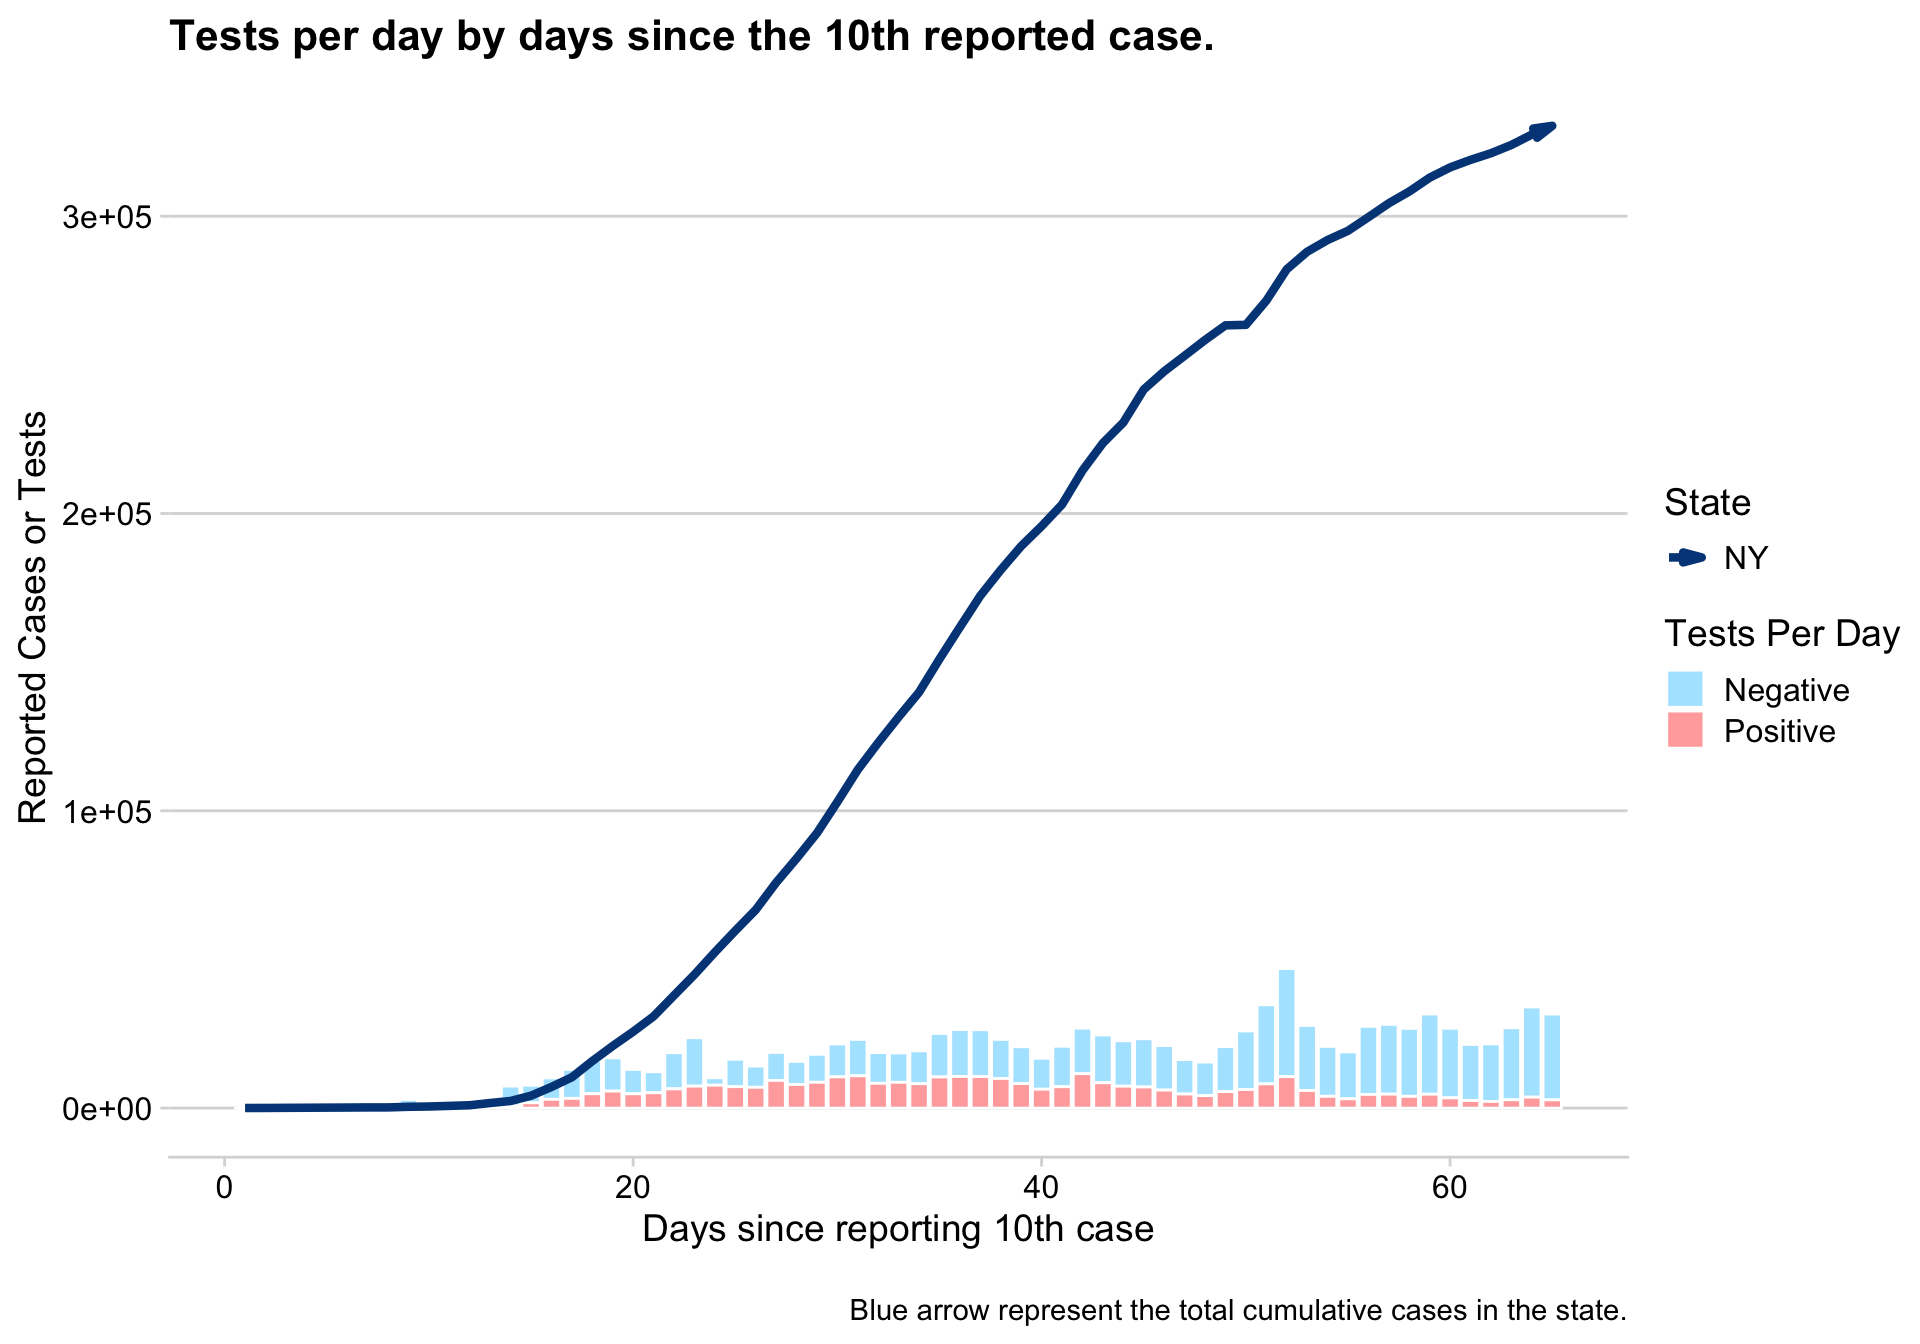 Tests per day by days since the 10th reported case.
Reported Cases or Tests
3e+05
2e+05
1e+05
0e+00
0
20
40
60
Days since reporting 10th case
State
NY
Tests Per Day
Negative
Positive
Blue arrow represent the total cumulative cases in the state.